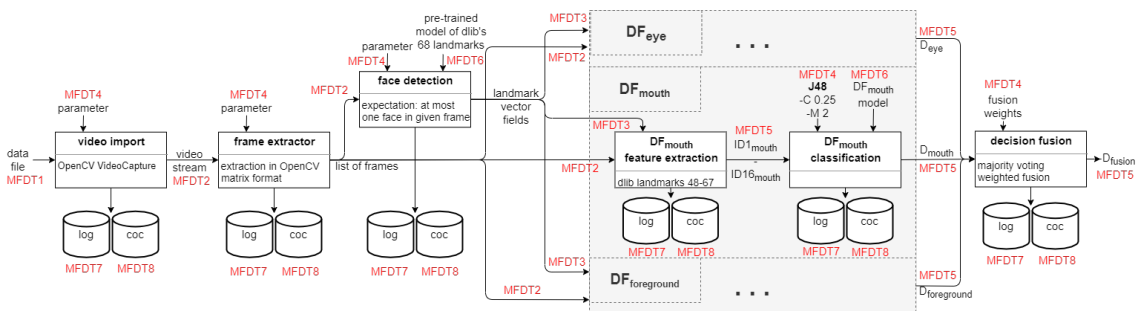 data
file
MFDT1
MFDT4
parameter
video import
OpenCV VideoCapture
log
coc
MFDT7
MFDT8
video
stream
MFDT2
MFDT4
parameter
frame extractor
extraction in OpenCV
matrix format
log
coc
MFDT7
MFDT8
list of frames
MFDT2
parameter
MFDT4
pre-trained
model of dlib's
68 landmarks
MFDT6
face detection
expectation: at most
one face in given frame
log
coc
MFDT7
MFDT8
landmark
vector
fields
MFDT3
MFDT2
DFeye
...
MFDT5
Deye
DFmouth
MFDT3
MFDT2
DFmouth
feature extraction
dlib landmarks 48-67
log
coc
MFDT7
MFDT8
MFDT5
ID1mouth
-
ID16mouth
MFDT4
J48
-C 0.25
-M 2
MFDT6
DFmouth
model
DFmouth
classification
log
coc
MFDT7
MFDT8
Dmouth
MFDT5
MFDT3
MFDT2
DFforeground
...
MFDT5
Dforeground
MFDT4
fusion
weights
decision fusion
majority voting
weighted fusion
log
coc
MFDT7
MFDT8
Dfusion
MFDT5